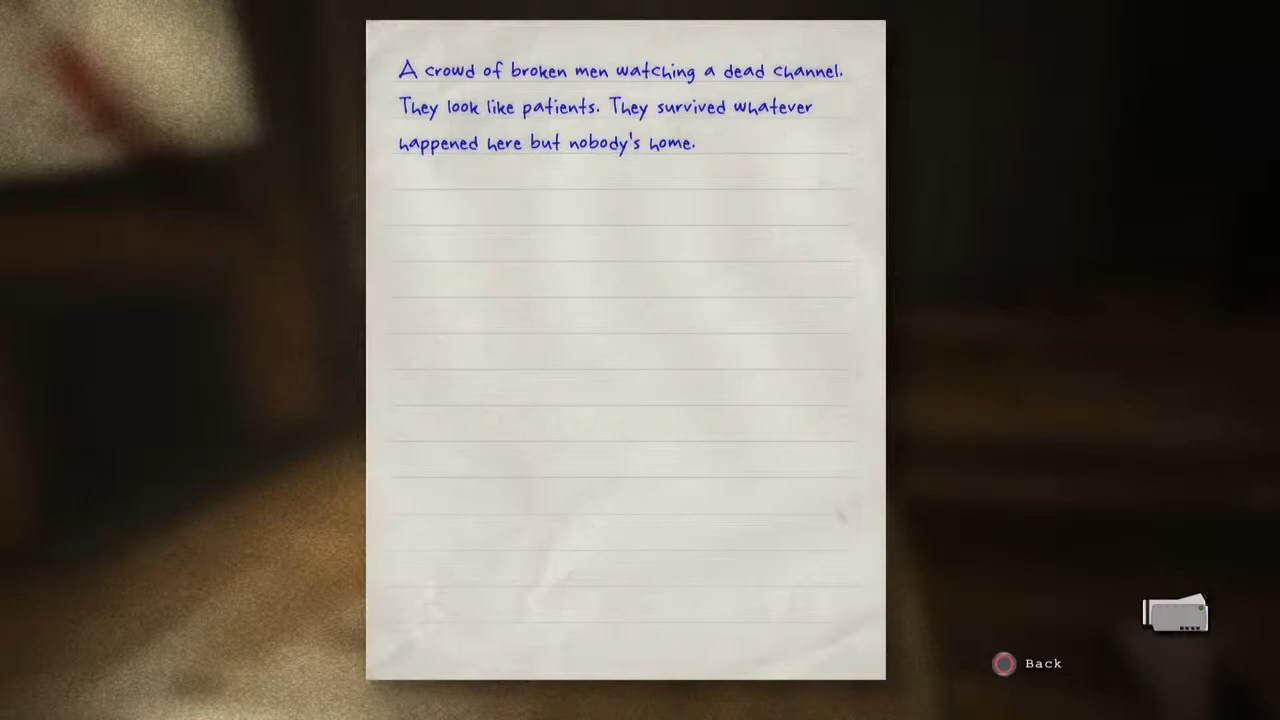 A crowd of broken men watching a dead channel.
They look like patients. They survived whatever
happened here but nobody's home.
Back